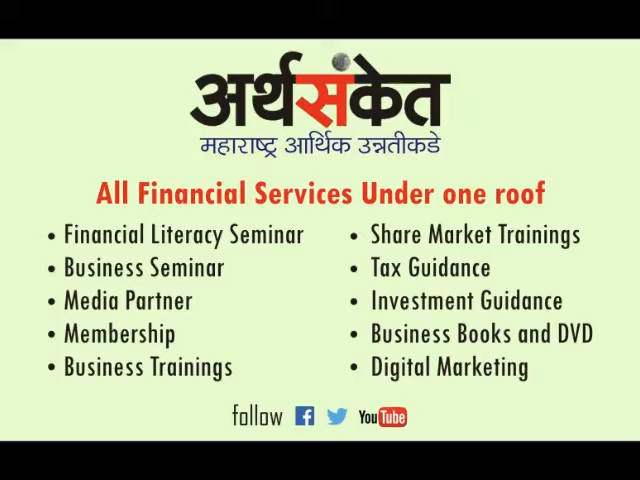 अर्थसंकेत
महाराष्ट्र आर्थिक उन्नतीकडे
All Financial Services Under one roof
• Financial Literacy Seminar
• Business Seminar
• Media Partner
• Membership
• Business Trainings
• Share Market Trainings
• Tax Guidance
• Investment Guidance
• Business Books and DVD
• Digital Marketing
follow f YouTube